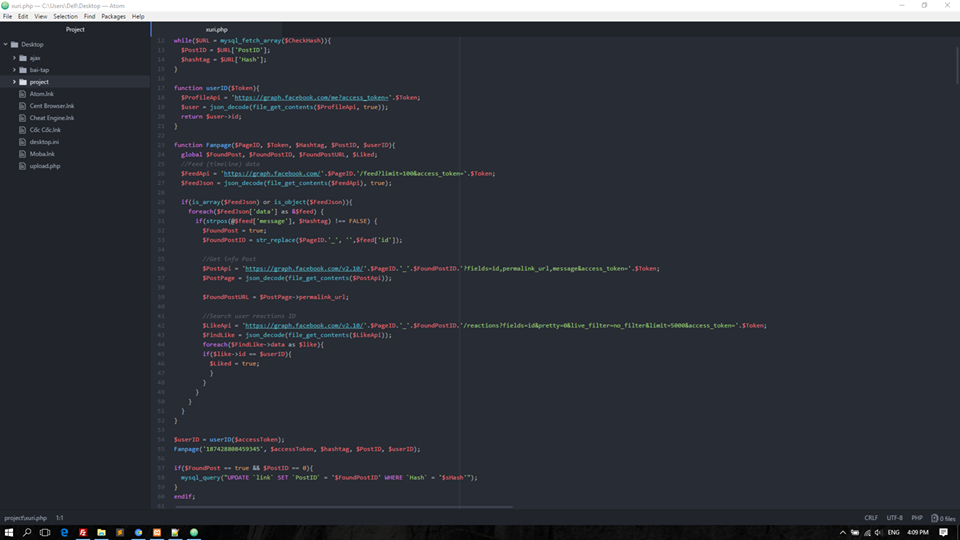 xuri.php — C:\Users\Dell\Desktop — Atom
File Edit View Selection Find Packages Help
Project
xuri.php
Desktop
ajax
bai-tap
project
Atom.lnk
Cent Browser.lnk
Cheat Engine.lnk
Cốc Cốc.lnk
desktop.ini
Moba.lnk
upload.php
12 while($URL = mysql_fetch_array($CheckHash)){
13 $PostID = $URL['PostID'];
14 $hashtag = $URL['Hash'];
15 }
16
17 function userID($Token){
18 $ProfileApi = 'https://graph.facebook.com/me?access_token='.$Token;
19 $user = json_decode(file_get_contents($ProfileApi, true));
20 return $user->id;
21 }
22
23 function Fanpage($PageID, $Token, $Hashtag, $PostID, $userID){
24 global $FoundPost, $FoundPostID, $FoundPostURL, $Liked;
25 //Feed (timeline) data
26 $FeedApi = 'https://graph.facebook.com/'.$PageID.'/feed?limit=100&access_token='.$Token;
27 $FeedJson = json_decode(file_get_contents($FeedApi), true);
28
29
30 if(is_array($FeedJson) or is_object($FeedJson)){
foreach($FeedJson['data'] as &$feed) {
31 if(strpos(@$feed['message'], $Hashtag) !== FALSE) {
32 $FoundPost = true;
33 $FoundPostID = str_replace($PageID.'_', '',$feed['id']);
34
35 //Get info Post
36 $PostApi = 'https://graph.facebook.com/v2.10/'.$PageID.'_'.$FoundPostID.'?fields=id,permalink_url,message&access_token='.$Token;
37 $PostPage = json_decode(file_get_contents($PostApi));
38
39 $FoundPostURL = $PostPage->permalink_url;
40
41 //Search user reactions ID
42 $LikeApi = 'https://graph.facebook.com/v2.10/'.$PageID.'_'.$FoundPostID.'/reactions?fields=id&pretty=0&live_filter=no_filter&limit=5000&access_token='.$Token;
43 $FindLike = json_decode(file_get_contents($LikeApi));
44 foreach($FindLike->data as $like){
45 if($like->id == $userID){
46 $Liked = true;
47 }
48 }
49 }
50 }
51 }
52 }
53
54 $userID = userID($accessToken);
55 Fanpage('187428808459345', $accessToken, $hashtag, $PostID, $userID);
56
57 if($FoundPost == true && $PostID == 0){
58 mysql_query("UPDATE `link` SET `PostID` = '$FoundPostID' WHERE `Hash` = '$sHash'");
59 }
60 endif;
61
project\xuri.php 1:1
CRLF UTF-8 PHP 0 files
ENG 4:09 PM